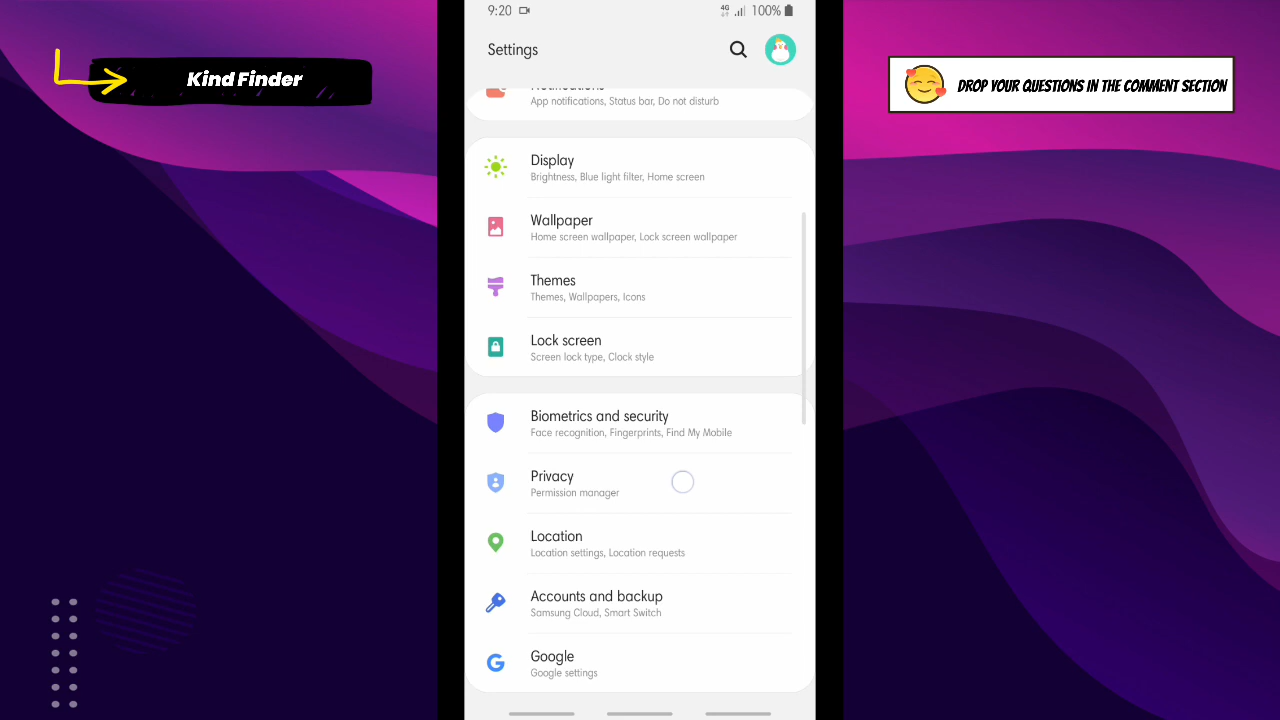 Kind Finder
9:20
4G
100%
Settings
DROP YOUR QUESTIONS IN THE COMMENT SECTION
Notifications
App notifications, Status bar, Do not disturb
Display
Brightness, Blue light filter, Home screen
Wallpaper
Home screen wallpaper, Lock screen wallpaper
Themes
Themes, Wallpapers, Icons
Lock screen
Screen lock type, Clock style
Biometrics and security
Face recognition, Fingerprints, Find My Mobile
Privacy
Permission manager
Location
Location settings, Location requests
Accounts and backup
Samsung Cloud, Smart Switch
Google
Google settings